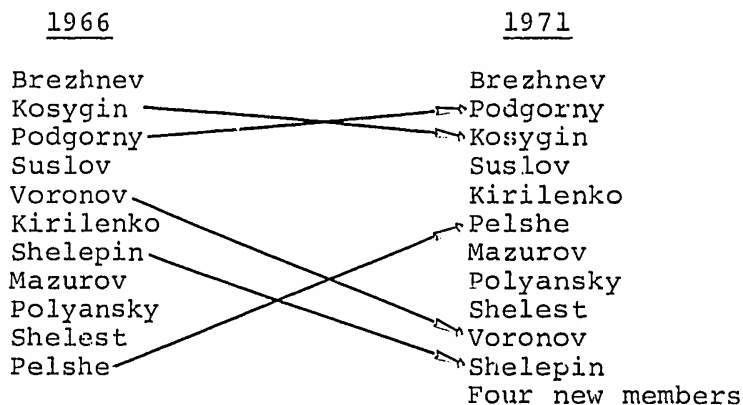 1966 1971
Brezhnev Brezhnev
Kosygin Podgorny
Podgorny Kosygin
Suslov Suslov
Voronov Kirilenko
Kirilenko Pelshe
Shelepin Mazurov
Mazurov Polyansky
Polyansky Shelest
Shelest Voronov
Pelshe Shelepin
Four new members